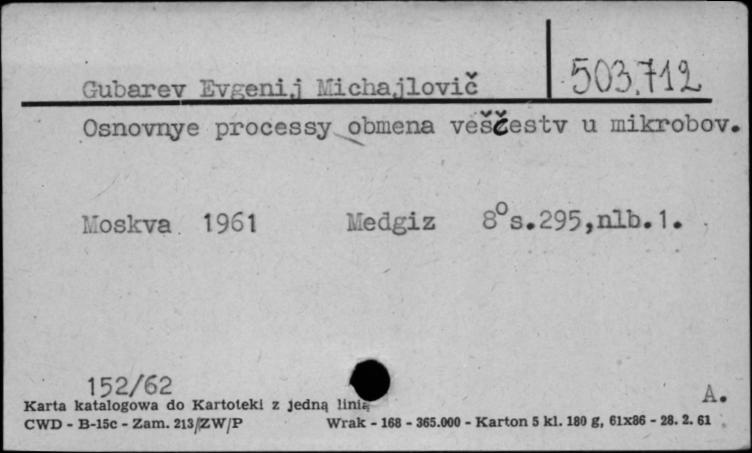 503.712
Gubarev Evgenij Michajlovič
Osnovnye processy obmena veščestv u mikrobov.
Moskva 1961 Medgiz 8°s.295,nlb.1.
152/62
A.
Karta katalogowa do Kartoteki z jedną linią
CWD - B-15c - Zam. 213/ZW/P Wrak - 168 - 365.000 - Karton 5 kl. 180 g, 61x86 - 28. 2. 61